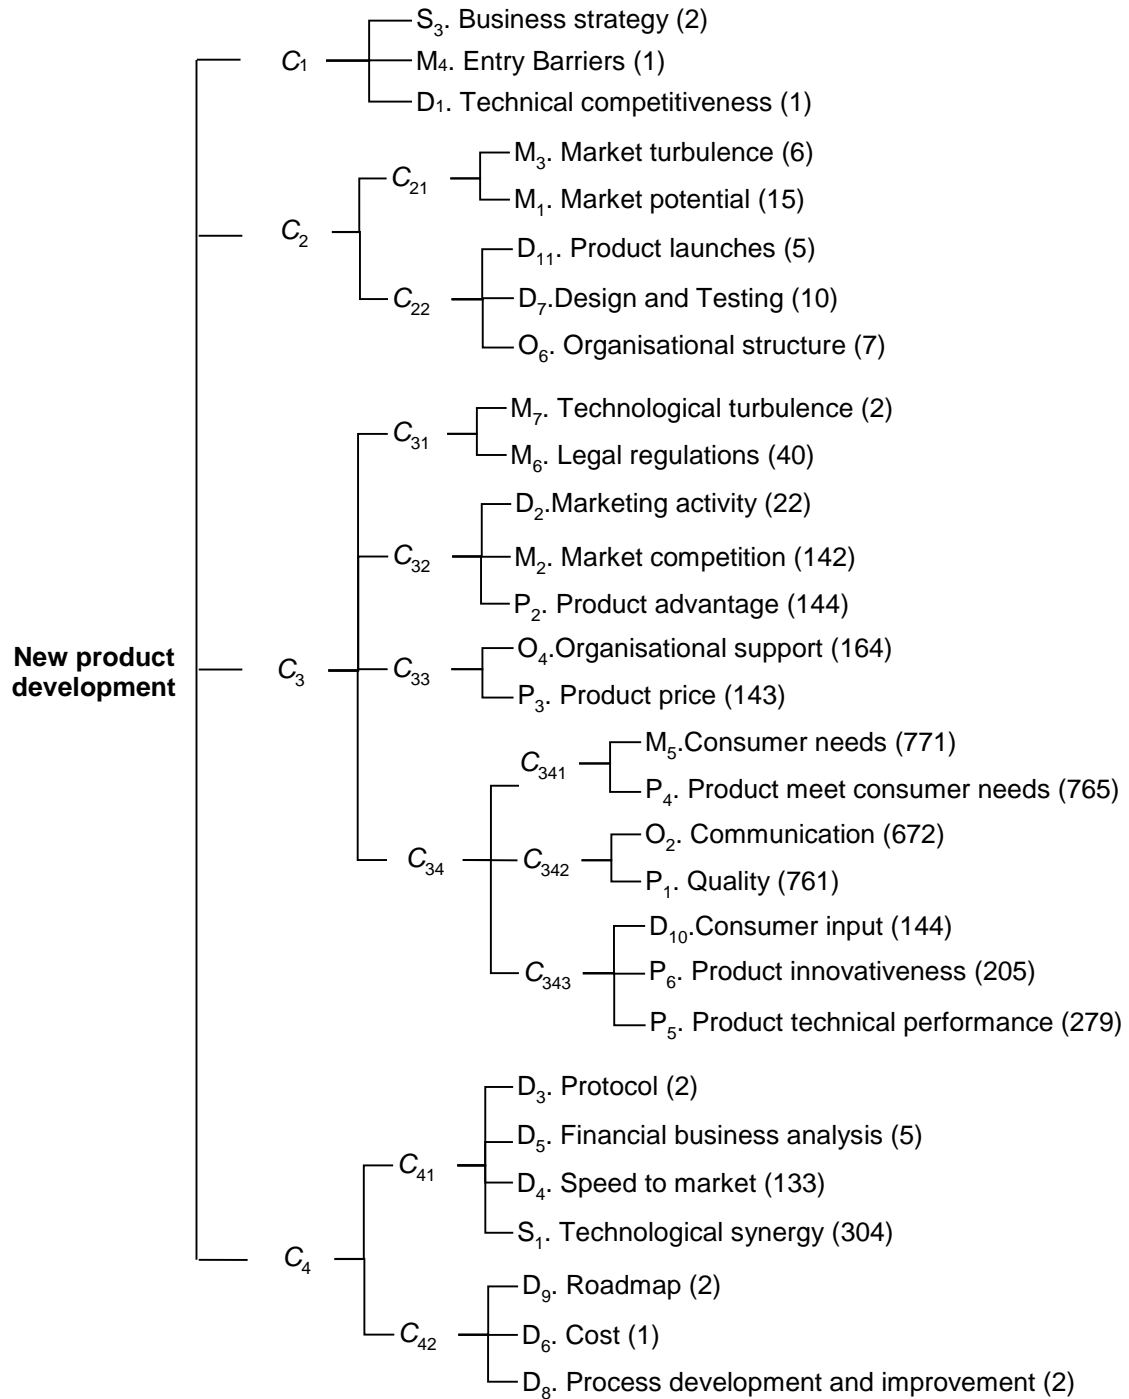 S₃. Business strategy (2)
C₁
M₄. Entry Barriers (1)
D₁. Technical competitiveness (1)
M₃. Market turbulence (6)
C₂₁
M₁. Market potential (15)
C₂
D₁₁. Product launches (5)
C₂₂
D₇.Design and Testing (10)
O₆. Organisational structure (7)
M₇. Technological turbulence (2)
C₃₁
M₆. Legal regulations (40)
D₂.Marketing activity (22)
C₃₂
M₂. Market competition (142)
P₂. Product advantage (144)
New product
development
C₃
C₃₃
O₄.Organisational support (164)
P₃. Product price (143)
M₅.Consumer needs (771)
C₃₄₁
P₄. Product meet consumer needs (765)
C₃₄
O₂. Communication (672)
C₃₄₂
P₁. Quality (761)
D₁₀.Consumer input (144)
C₃₄₃
P₆. Product innovativeness (205)
P₅. Product technical performance (279)
D₃. Protocol (2)
D₅. Financial business analysis (5)
C₄₁
D₄. Speed to market (133)
S₁. Technological synergy (304)
C₄
D₉. Roadmap (2)
C₄₂
D₆. Cost (1)
D₈. Process development and improvement (2)